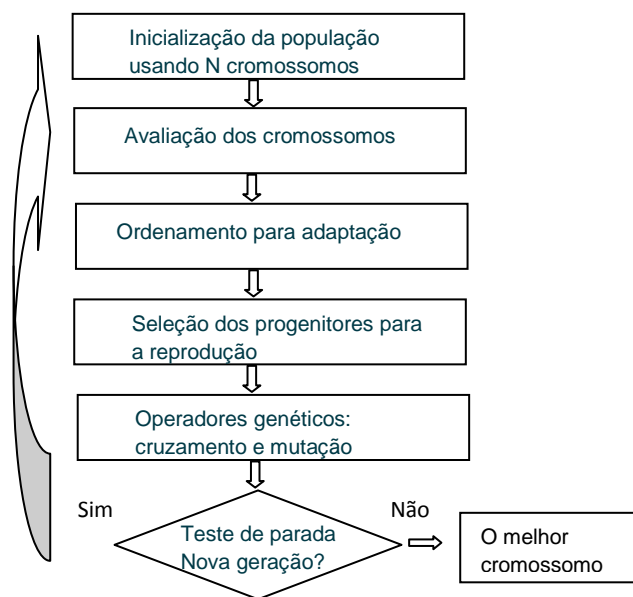 Inicialização da população
usando N cromossomos
Avaliação dos cromossomos
Ordenamento para adaptação
Seleção dos progenitores para
a reprodução
Operadores genéticos:
cruzamento e mutação
Sim
Teste de parada
Nova geração?
Não
O melhor
cromossomo